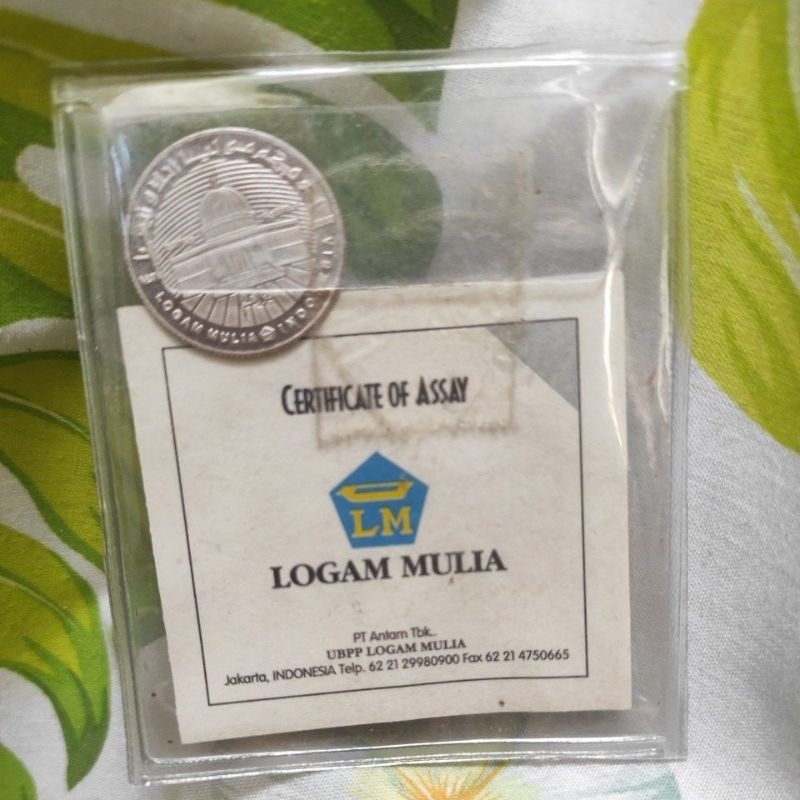 LOGAM MULIA INDONESIA
CERTIFICATE OF ASSAY
LM
LOGAM MULIA
PT Antam Tbk..
UBPP LOGAM MULIA
Jakarta, INDONESIA Telp. 62 21 29980900 Fax 62 21 4750665